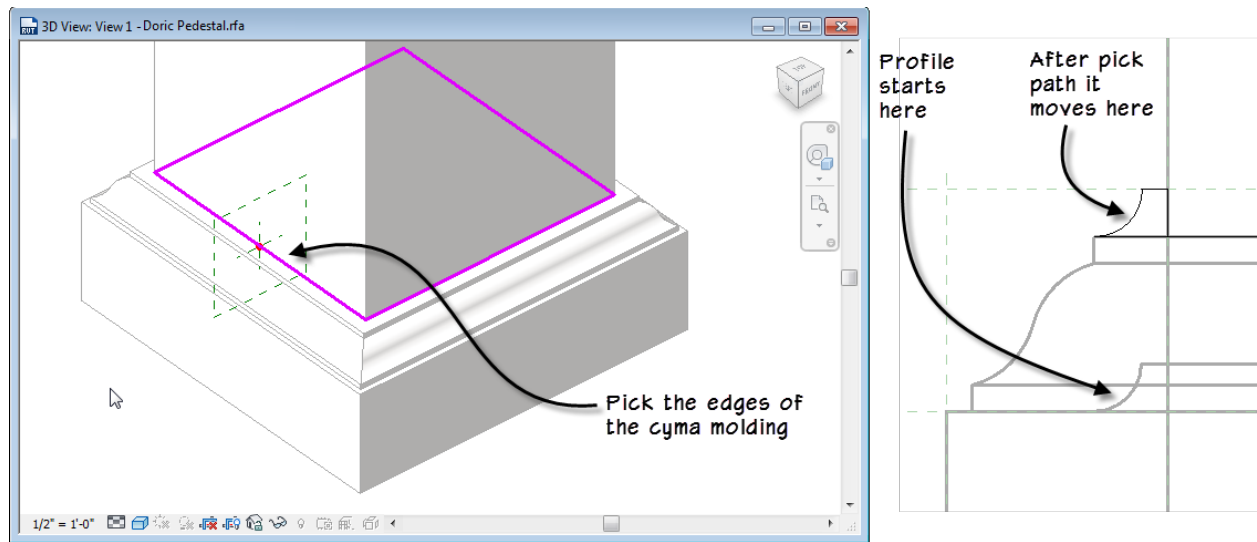 3D View: View 1 - Doric Pedestal.rfa
FRONT
Pick the edges of
the cyma molding
1/2" = 1'-0"
Profile
starts
here
After pick
path it
moves here